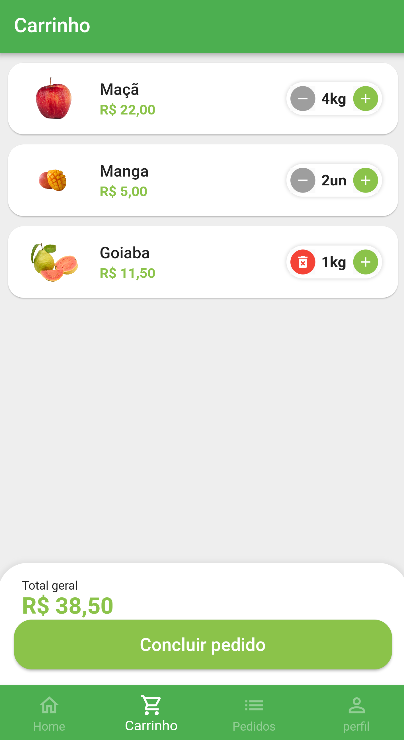 Carrinho
Maçã
R$ 22,00
4kg
Manga
R$ 5,00
2un
Goiaba
R$ 11,50
1kg
Total geral
R$ 38,50
Concluir pedido
Home
Carrinho
Pedidos
perfil